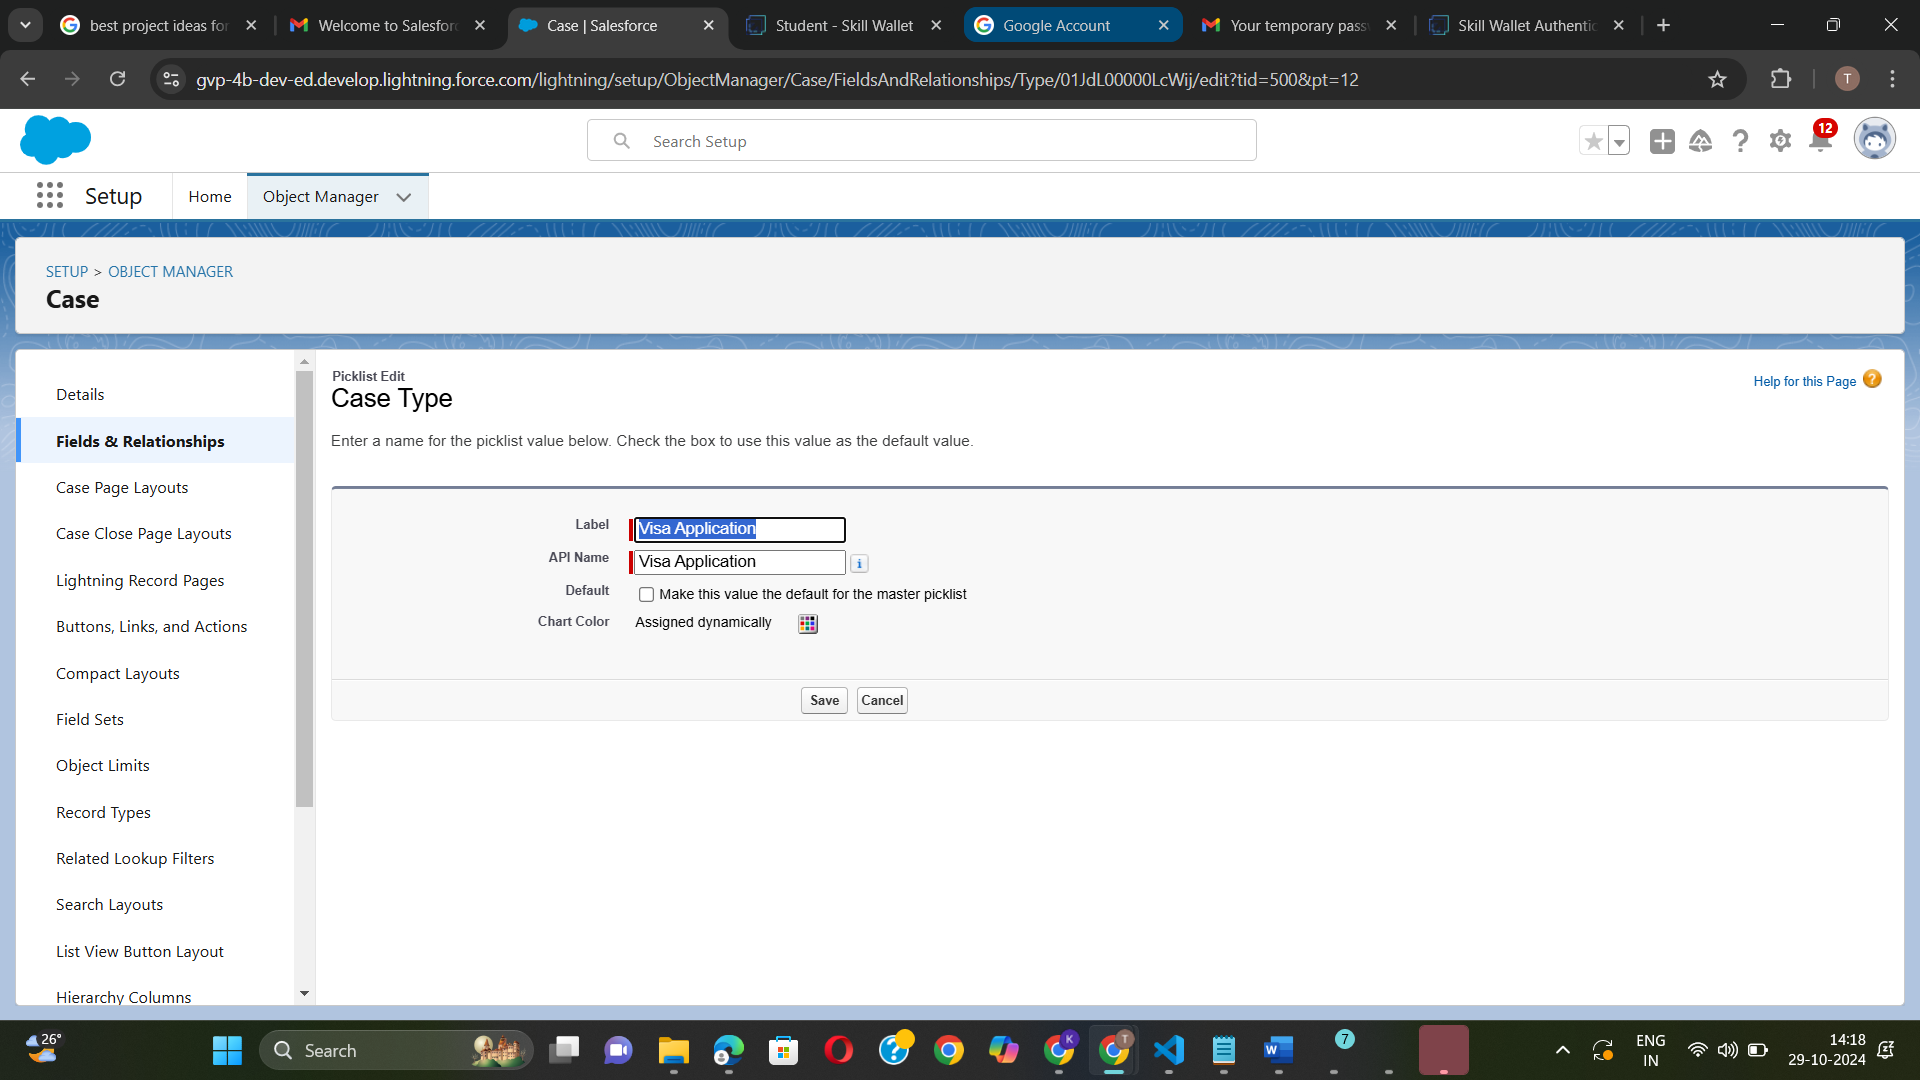 best project ideas for
Welcome to Salesforc
Case | Salesforce
Student - Skill Wallet
Google Account
Your temporary pass
Skill Wallet Authentic
gvp-4b-dev-ed.develop.lightning.force.com/lightning/setup/ObjectManager/Case/FieldsAndRelationships/Type/01JdL00000LcWij/edit?tid=500&pt=12
T
Search Setup
12
Setup
Home
Object Manager
SETUP > OBJECT MANAGER
Case
Details
Fields & Relationships
Case Page Layouts
Case Close Page Layouts
Lightning Record Pages
Buttons, Links, and Actions
Compact Layouts
Field Sets
Object Limits
Record Types
Related Lookup Filters
Search Layouts
List View Button Layout
Hierarchy Columns
Picklist Edit
Case Type
Help for this Page
Enter a name for the picklist value below. Check the box to use this value as the default value.
Label
Visa Application
API Name
Visa Application
Default
Make this value the default for the master picklist
Chart Color
Assigned dynamically
Save
Cancel
26°
Search
K
T
W
7
ENG
IN
14:18
29-10-2024